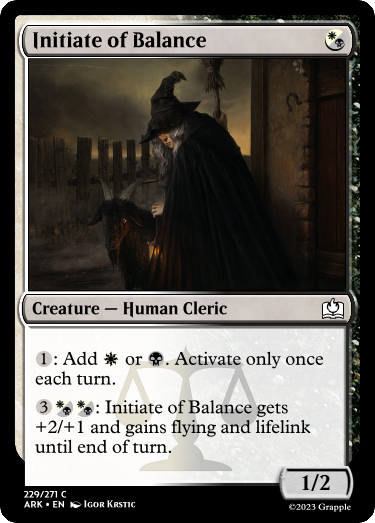 Initiate of Balance
Creature — Human Cleric
1: Add or . Activate only once
each turn.
3 : Initiate of Balance gets
+2/+1 and gains flying and lifelink
until end of turn.
1/2
229/271 C
ARK • EN Igor Krstic
©2023 Grapple